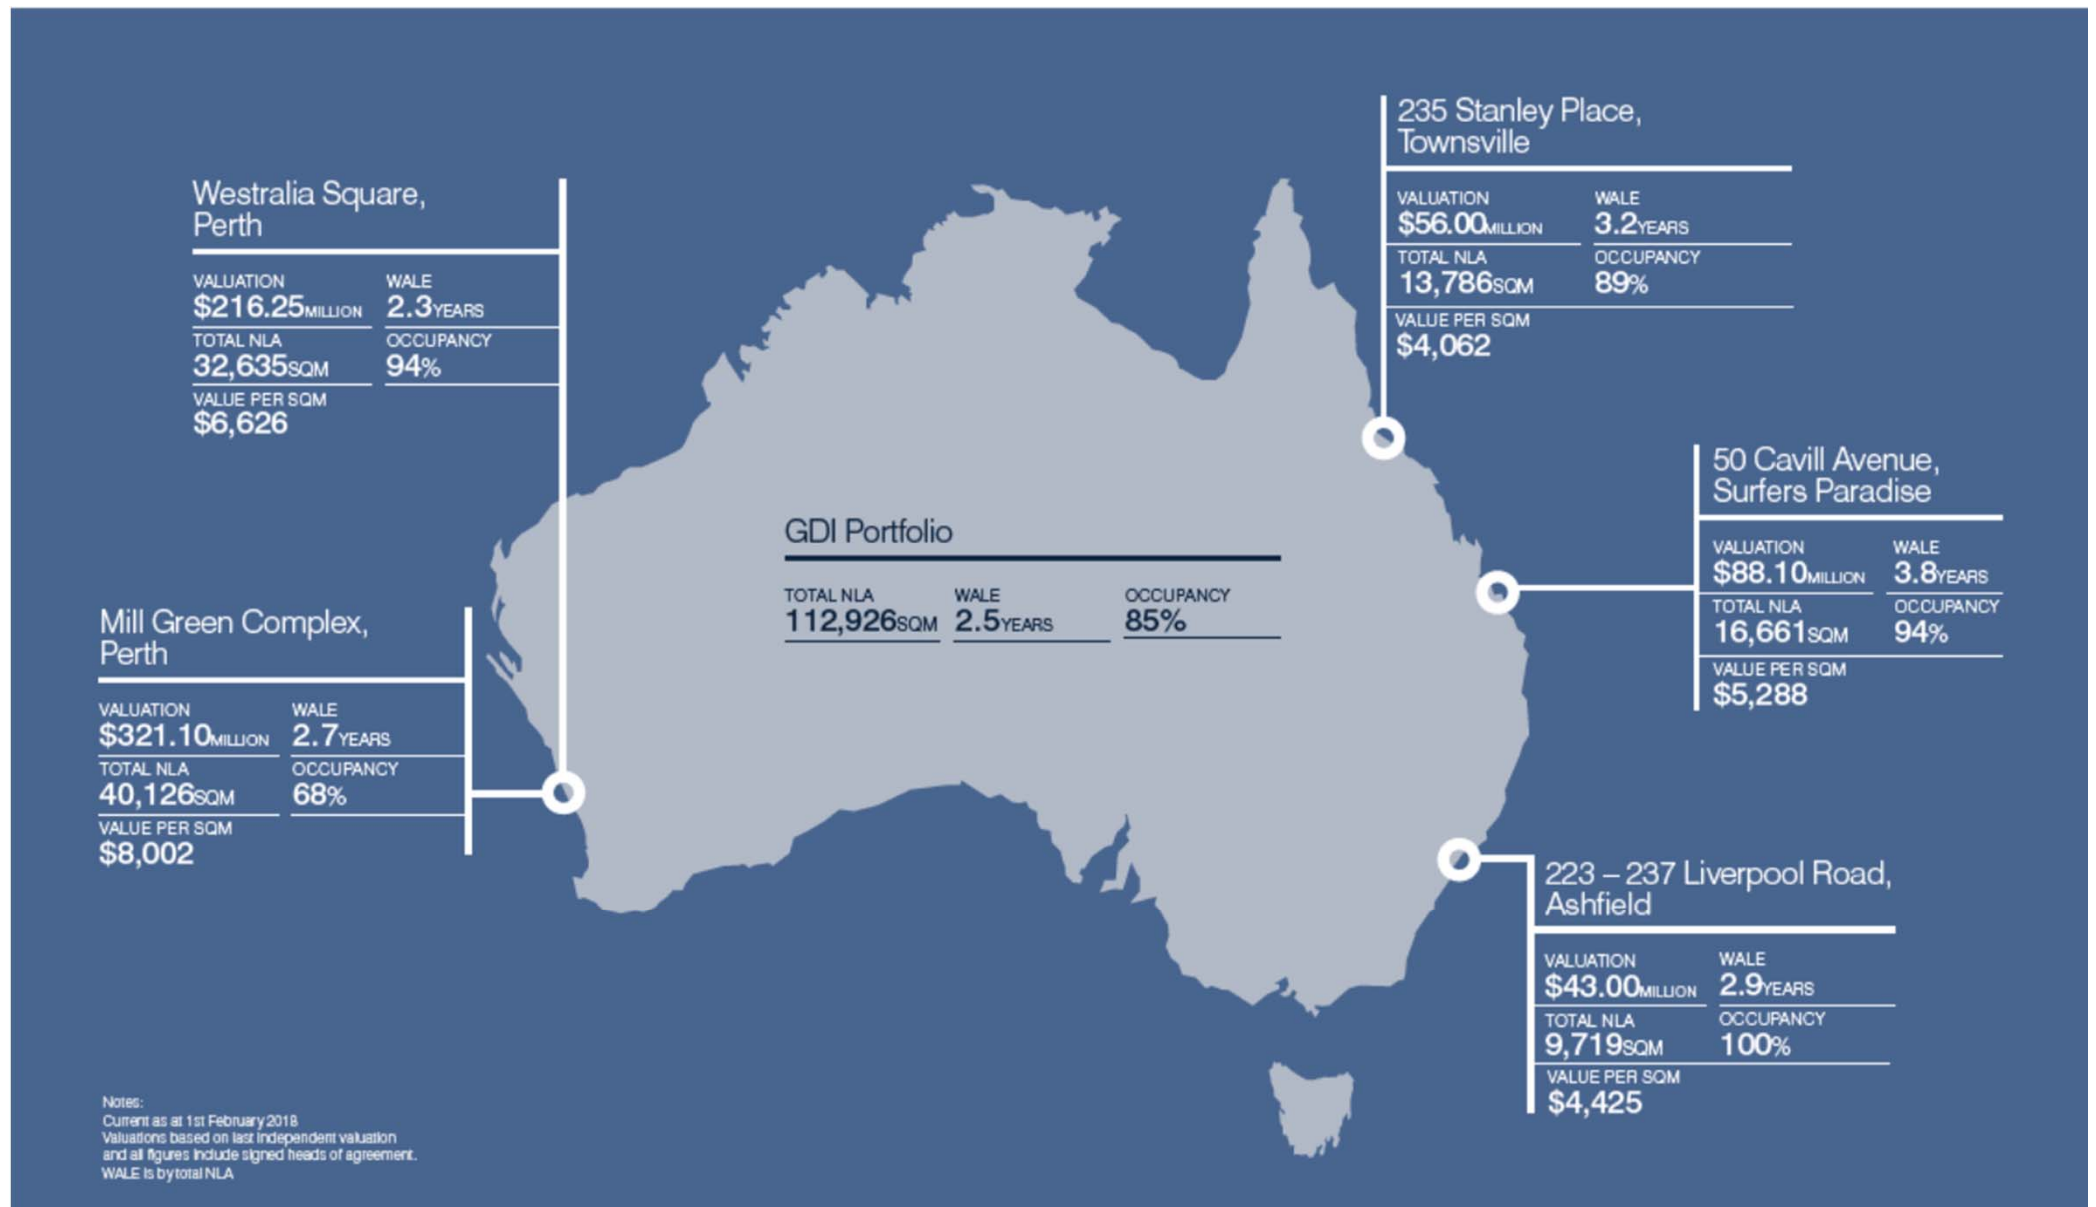 235 Stanley Place,
Townsville
VALUATION WALE
$56.00MILLION 3.2YEARS
TOTAL NLA OCCUPANCY
13,786SQM 89%
VALUE PER SQM
$4,062
Westralia Square,
Perth
VALUATION WALE
$216.25MILLION 2.3YEARS
TOTAL NLA OCCUPANCY
32,635SQM 94%
VALUE PER SQM
$6,626
50 Cavill Avenue,
Surfers Paradise
VALUATION WALE
$88.10MILLION 3.8YEARS
TOTAL NLA OCCUPANCY
16,661SQM 94%
VALUE PER SQM
$5,288
GDI Portfolio
TOTAL NLA WALE OCCUPANCY
112,926SQM 2.5YEARS 85%
Mill Green Complex,
Perth
VALUATION WALE
$321.10MILLION 2.7YEARS
TOTAL NLA OCCUPANCY
40,126SQM 68%
VALUE PER SQM
$8,002
223 – 237 Liverpool Road,
Ashfield
VALUATION WALE
$43.00MILLION 2.9YEARS
TOTAL NLA OCCUPANCY
9,719SQM 100%
VALUE PER SQM
$4,425
Notes:
Current as at 1st February 2018
Valuations based on last independent valuation
and all figures include signed heads of agreement.
WALE is by total NLA